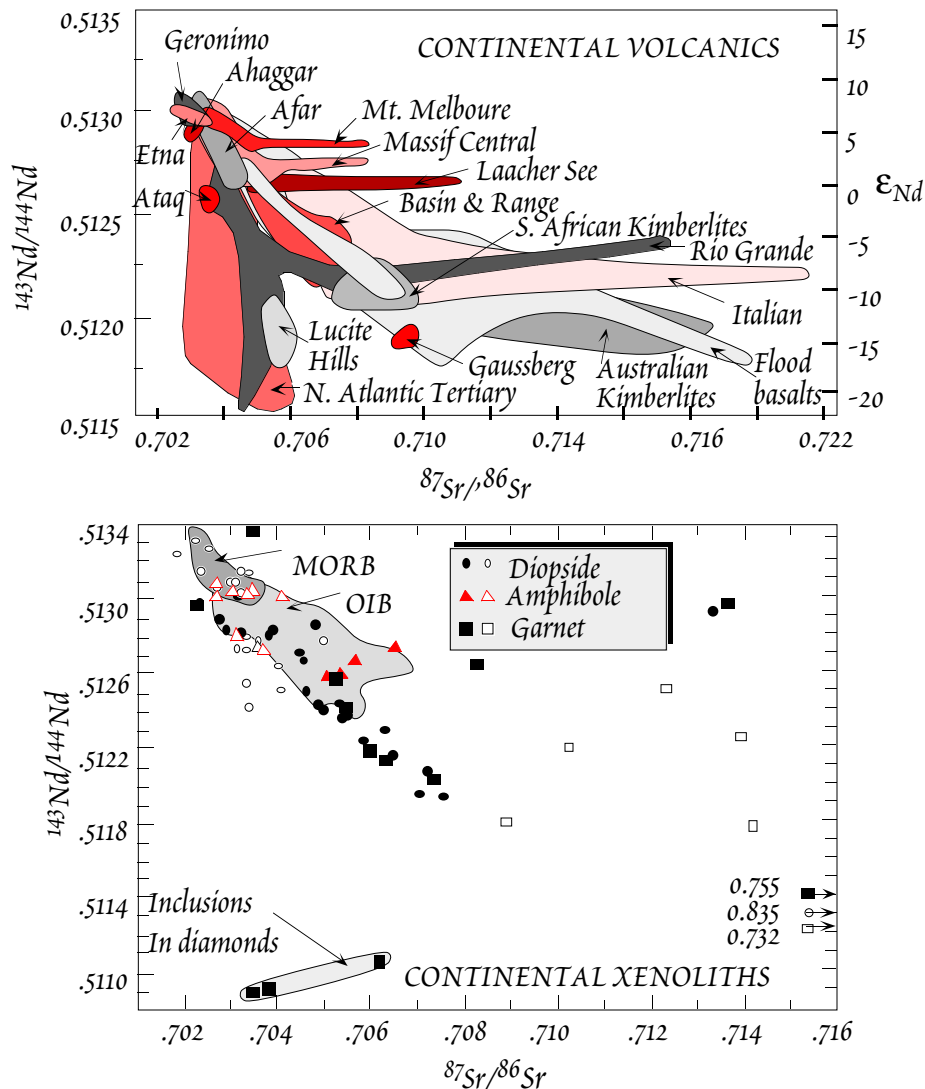 0.5135
0.5130
0.5125
0.5120
0.5115
143Nd/144Nd
CONTINENTAL VOLCANICS
Geronimo
Ahaggar
Afar
Mt. Melboure
Massif Central
Etna
Laacher See
Ataq
Basin & Range
S. African Kimberlites
Rio Grande
Italian
Lucite
Hills
Gaussberg
Australian
Kimberlites
Flood
basalts
N. Atlantic Tertiary
15
10
5
0
-5
-10
-15
-20
εNd
0.702 0.706 0.710 0.714 0.716 0.722
87Sr/,86Sr
.5134
.5130
.5126
.5122
.5118
.5114
.5110
143Nd/144Nd
MORB
OIB
Diopside
Amphibole
Garnet
0.755
0.835
0.732
Inclusions
In diamonds
CONTINENTAL XENOLITHS
.702 .704 .706 .708 .710 .712 .714 .716
87Sr/86Sr